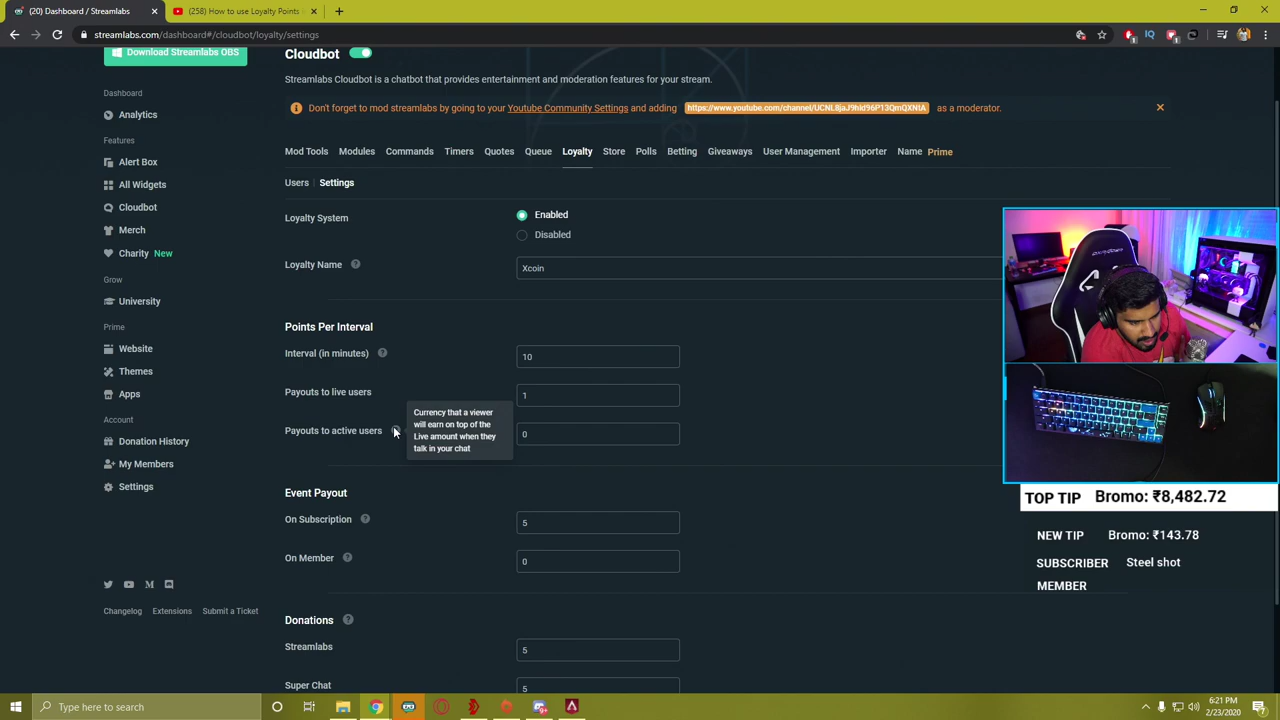 (20) Dashboard / Streamlabs
(258) How to use Loyalty Points
streamlabs.com/dashboard#/cloudbot/loyalty/settings
Download Streamlabs OBS
Dashboard
Analytics
Features
Alert Box
All Widgets
Cloudbot
Merch
Charity New
Grow
University
Prime
Website
Themes
Apps
Account
Donation History
My Members
Settings
Changelog Extensions Submit a Ticket
Cloudbot
Streamlabs Cloudbot is a chatbot that provides entertainment and moderation features for your stream.
Don't forget to mod streamlabs by going to your Youtube Community Settings and adding as a moderator.
Mod Tools Modules Commands Timers Quotes Queue Loyalty Store Polls Betting Giveaways User Management Importer Name Prime
Users Settings
Loyalty System
Enabled
Disabled
Loyalty Name ?
Xcoin
Points Per Interval
Interval (in minutes) ? 10
Payouts to live users 1
Payouts to active users 0
Currency that a viewer
will earn on top of the
Live amount when they
talk in your chat
Event Payout
On Subscription ? 5
On Member ? 0
Donations ?
Streamlabs 5
Super Chat 5
TOP TIP Bromo: ₹8,482.72
NEW TIP Bromo: ₹143.78
SUBSCRIBER Steel shot
MEMBER
Type here to search
6:21 PM
2/23/2020